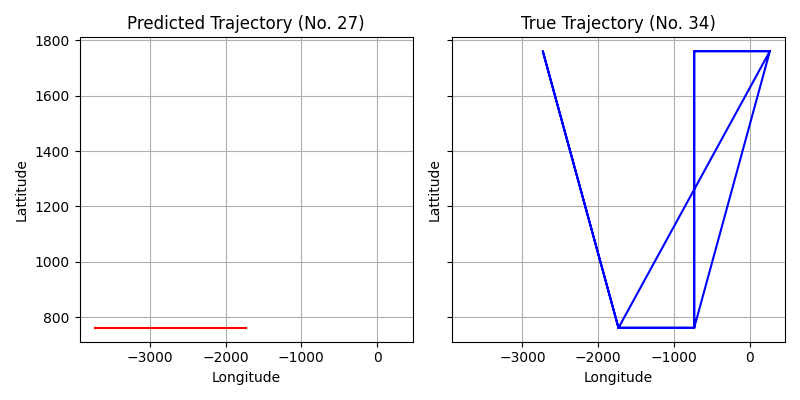 Predicted Trajectory (No. 27)
True Trajectory (No. 34)
Lattitude
1800
1600
1400
1200
1000
800
−3000 −2000 −1000 0
Longitude
Lattitude
−3000 −2000 −1000 0
Longitude